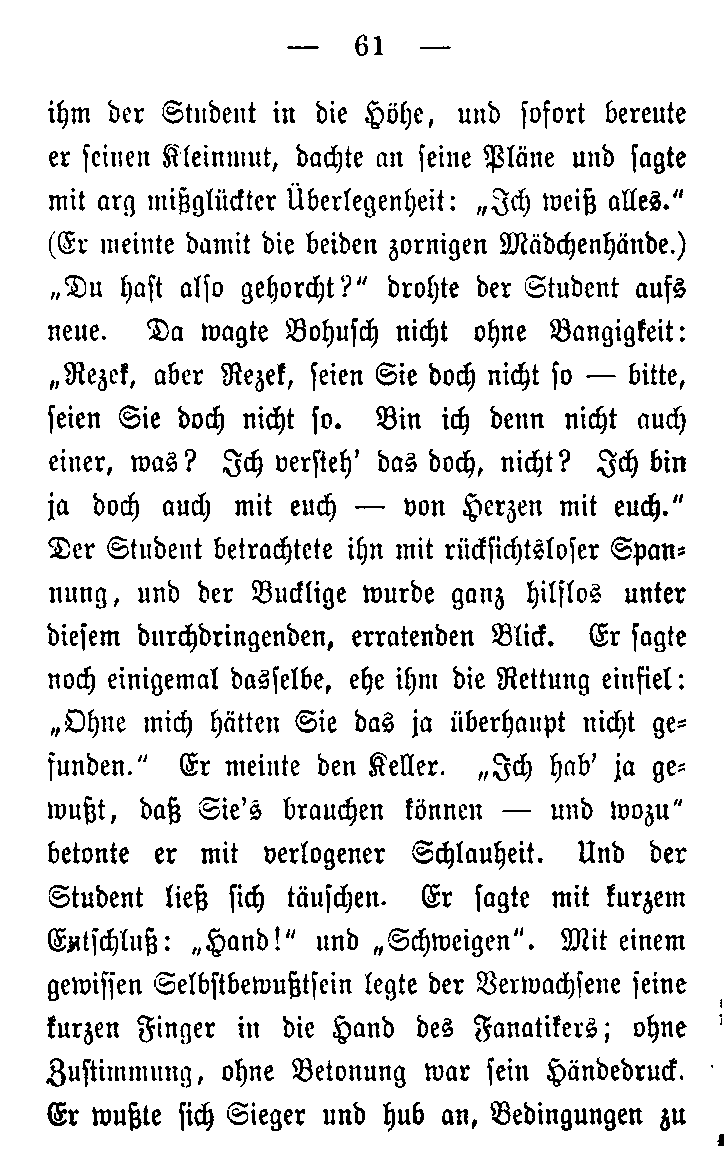 — 61 —
ihm der Student in die Höhe, und sofort bereute
er seinen Kleinmut, dachte an seine Pläne und sagte
mit arg mißglückter Überlegenheit: „Ich weiß alles.“
(Er meinte damit die beiden zornigen Mädchenhände.)
„Du hast also gehorcht?“ drohte der Student aufs
neue. Da wagte Bohusch nicht ohne Bangigkeit:
„Rezek, aber Rezek, seien Sie doch nicht so — bitte,
seien Sie doch nicht so. Bin ich denn nicht auch
einer, was? Ich versteh’ das doch, nicht? Ich bin
ja doch auch mit euch — von Herzen mit euch.“
Der Student betrachtete ihn mit rücksichtsloser Span-
nung, und der Bucklige wurde ganz hilflos unter
diesem durchdringenden, erratenden Blick. Er sagte
noch einigemal dasselbe, ehe ihm die Rettung einfiel:
„Ohne mich hätten Sie das ja überhaupt nicht ge-
funden.“ Er meinte den Keller. „Ich hab’ ja ge-
wußt, daß Sie’s brauchen können — und wozu“
betonte er mit verlogener Schlauheit. Und der
Student ließ sich täuschen. Er sagte mit kurzem
Entschluß: „Hand!“ und „Schweigen“. Mit einem
gewissen Selbstbewußtsein legte der Verwachsene seine
kurzen Finger in die Hand des Fanatikers; ohne
Zustimmung, ohne Betonung war sein Händedruck.
Er wußte sich Sieger und hub an, Bedingungen zu